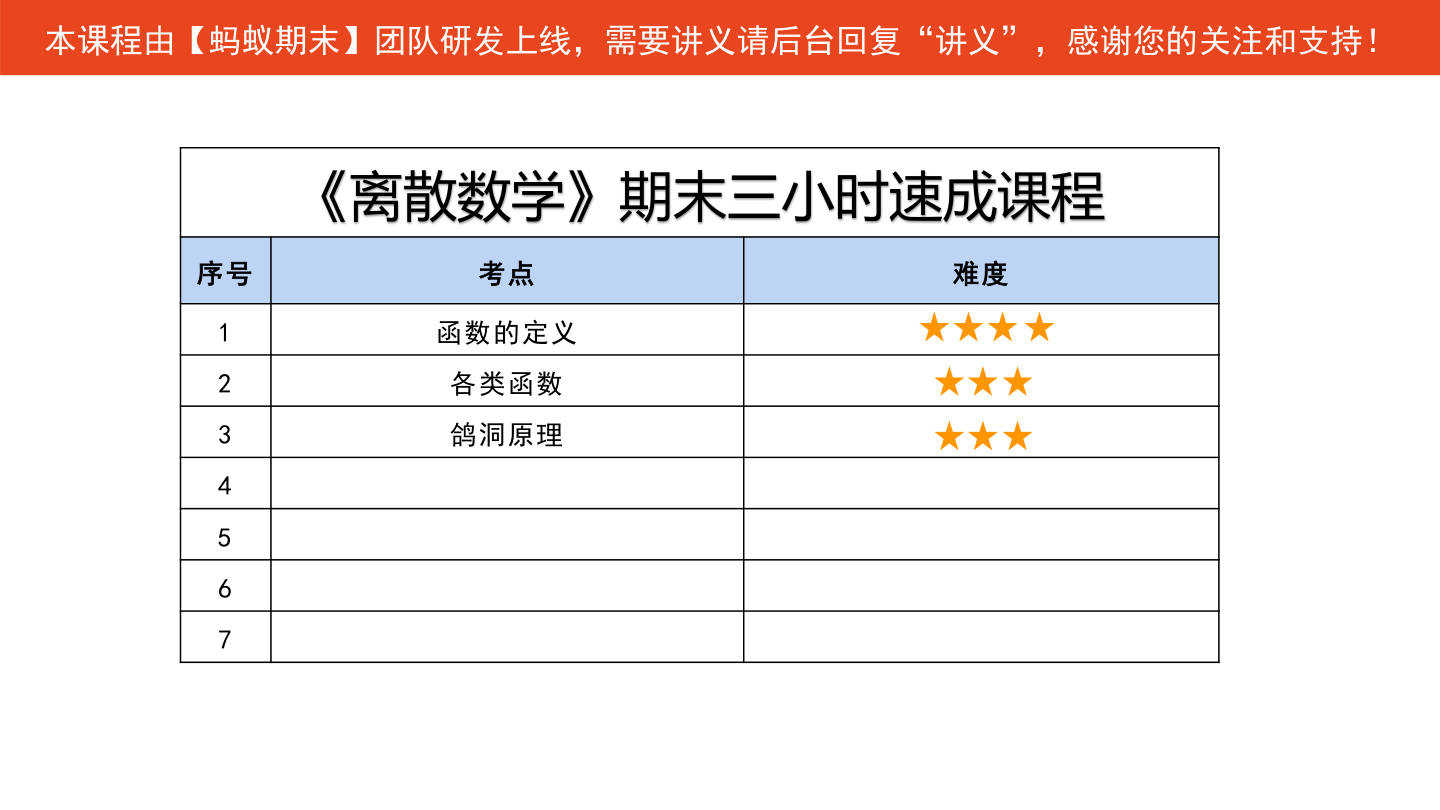 本课程由【蚂蚁期末】团队研发上线，需要讲义请后台回复“讲义”，感谢您的关注和支持！
《离散数学》期末三小时速成课程
序号 考点 难度
1 函数的定义 ★★★★
2 各类函数 ★★★
3 鸽洞原理 ★★★
4
5
6
7